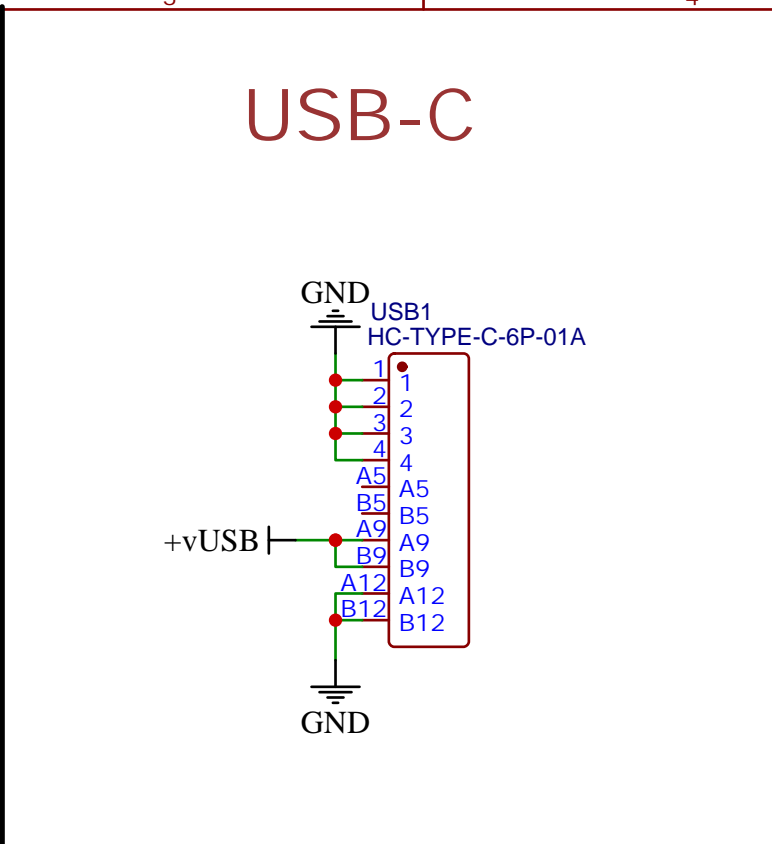 USB-C
GND
USB1
HC-TYPE-C-6P-01A
1 1
2 2
3 3
4 4
A5 A5
B5 B5
+vUSB A9 A9
B9 B9
A12 A12
B12 B12
GND